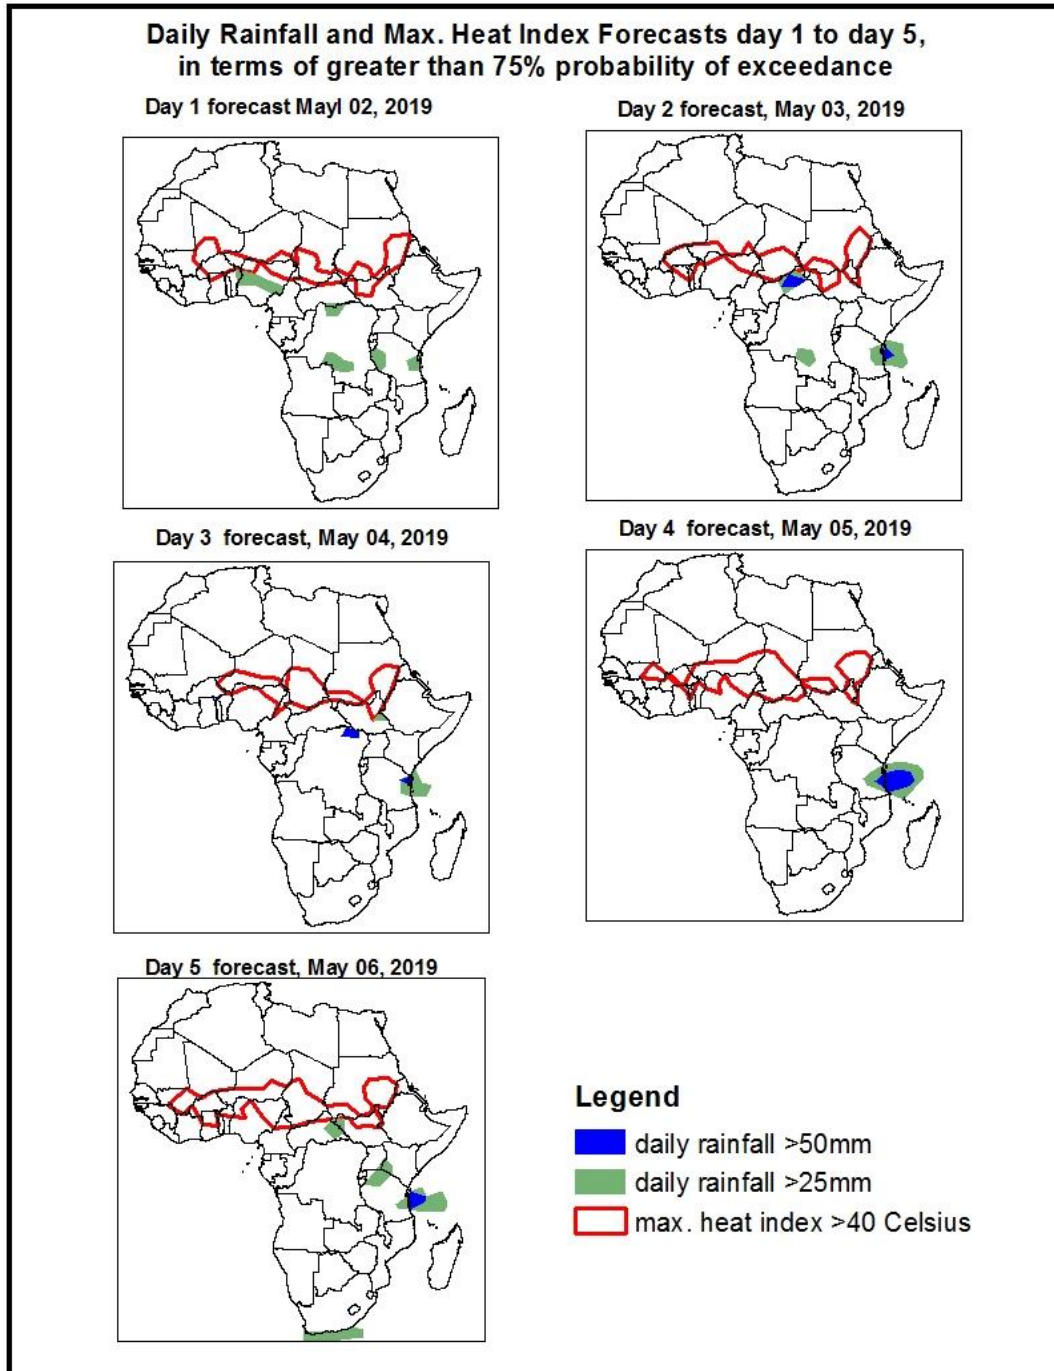 Daily Rainfall and Max. Heat Index Forecasts day 1 to day 5,
in terms of greater than 75% probability of exceedance
Day 1 forecast Mayl 02, 2019
Day 2 forecast, May 03, 2019
Day 3 forecast, May 04, 2019
Day 4 forecast, May 05, 2019
Day 5 forecast, May 06, 2019
Legend
daily rainfall >50mm
daily rainfall >25mm
max. heat index >40 Celsius